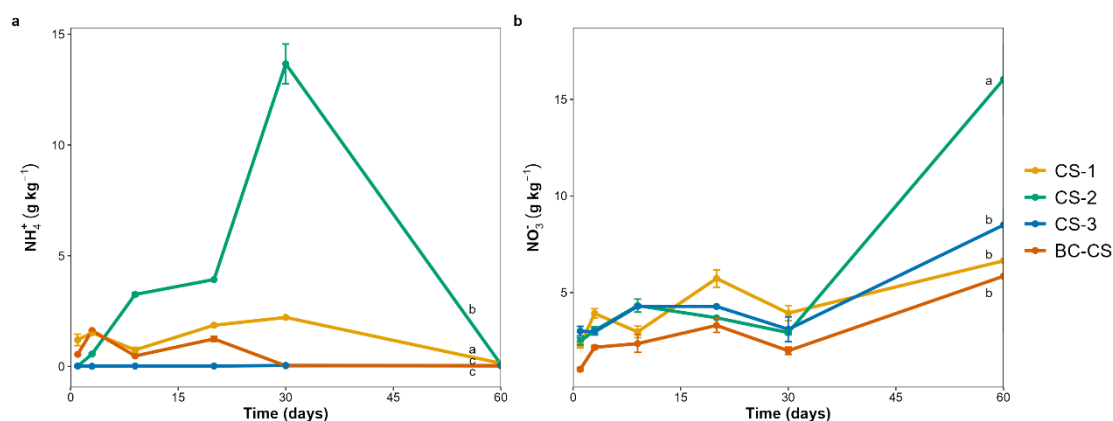 a
NH₄⁺ (g kg⁻¹)
15
10
5
0
b
a
c
c
0
15
30
45
60
Time (days)
b
NO₃⁻ (g kg⁻¹)
15
10
5
a
b
b
b
0
15
30
45
60
Time (days)
CS-1
CS-2
CS-3
BC-CS